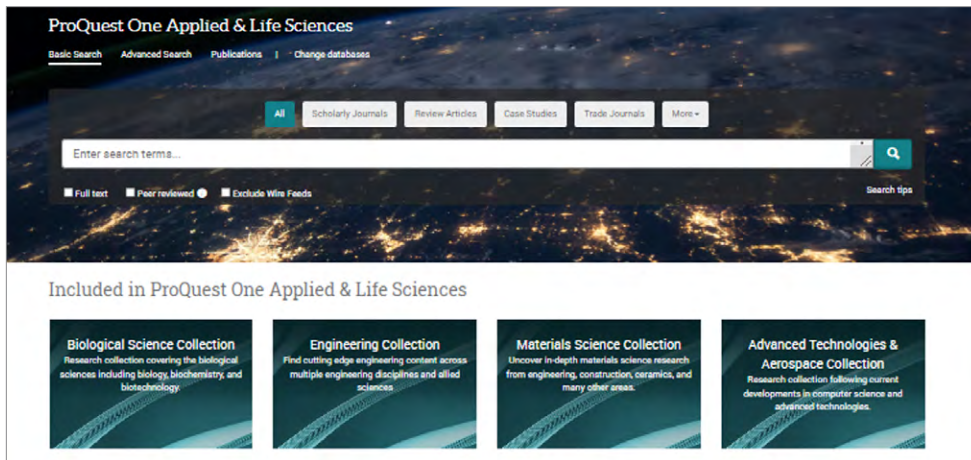 ProQuest One Applied & Life Sciences
Basic Search Advanced Search Publications | Change databases
All Scholarly Journals Review Articles Case Studies Trade Journals More
Enter search terms...
Full text Peer reviewed Exclude Wire Feeds Search tips
Included in ProQuest One Applied & Life Sciences
Biological Science Collection
Research collection covering the biological
sciences including biology, biochemistry, and
biotechnology.
Engineering Collection
Find cutting edge engineering content across
multiple engineering disciplines and allied
sciences
Materials Science Collection
Uncover in-depth materials science research
from engineering, construction, ceramics, and
many other areas.
Advanced Technologies &
Aerospace Collection
Research collection following current
developments in computer science and
advanced technologies.